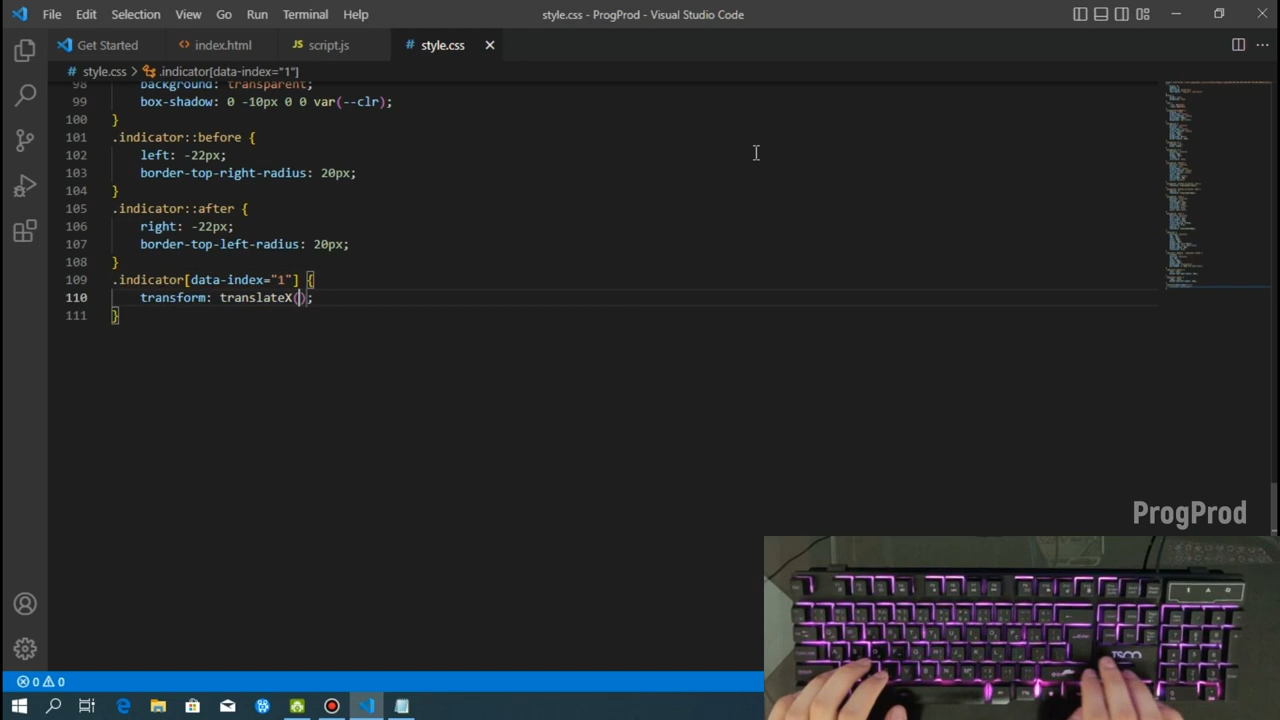 File Edit Selection View Go Run Terminal Help
style.css - ProgProd - Visual Studio Code
Get Started
index.html
JS script.js
# style.css
# style.css > .indicator[data-index="1"]
98 background: transparent;
99 box-shadow: 0 -10px 0 0 var(--clr);
100 }
101 .indicator::before {
102 left: -22px;
103 border-top-right-radius: 20px;
104 }
105 .indicator::after {
106 right: -22px;
107 border-top-left-radius: 20px;
108 }
109 .indicator[data-index="1"] {
110 transform: translateX();
111 }
ProgProd
TSCO
0 0